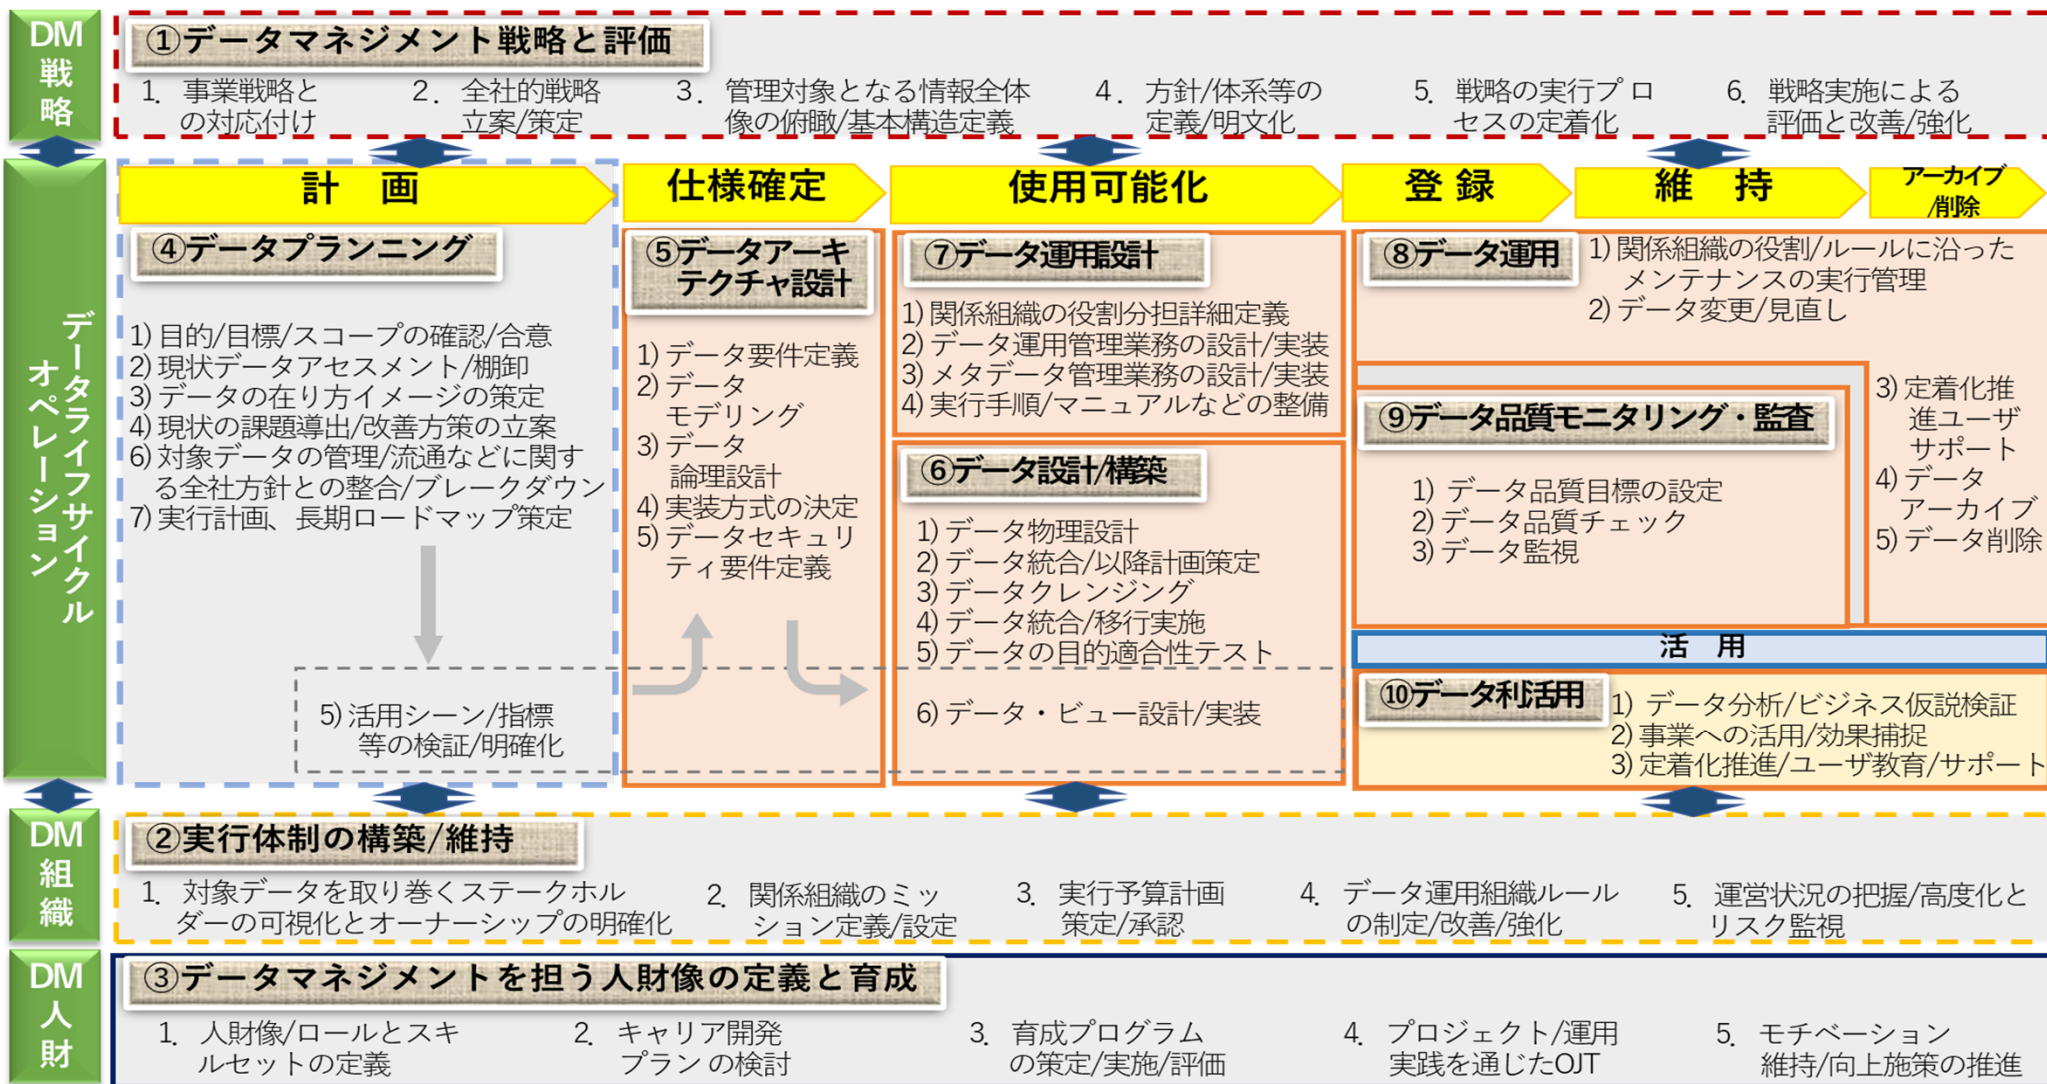 DM
戦
略
①データマネジメント戦略と評価
1. 事業戦略と
の対応付け
2. 全社的戦略
立案/策定
3. 管理対象となる情報全体
像の俯瞰/基本構造定義
4. 方針/体系等の
定義/明文化
5. 戦略の実行プロ
セスの定着化
6. 戦略実施による
評価と改善/強化
データライフサイクル
オペレーション
計 画
仕様確定
使用可能化
登 録
維 持
アーカイブ
/削除
④データプランニング
1) 目的/目標/スコープの確認/合意
2) 現状データアセスメント/棚卸
3) データの在り方イメージの策定
4) 現状の課題導出/改善方策の立案
6) 対象データの管理/流通などに関す
る全社方針との整合/ブレークダウン
7) 実行計画、長期ロードマップ策定
5) 活用シーン/指標
等の検証/明確化
⑤データアーキ
テクチャ設計
1) データ要件定義
2) データ
モデリング
3) データ
論理設計
4) 実装方式の決定
5) データセキュリ
ティ要件定義
⑦データ運用設計
1) 関係組織の役割分担詳細定義
2) データ運用管理業務の設計/実装
3) メタデータ管理業務の設計/実装
4) 実行手順/マニュアルなどの整備
⑥データ設計/構築
1) データ物理設計
2) データ統合/以降計画策定
3) データクレンジング
4) データ統合/移行実施
5) データの目的適合性テスト
6) データ・ビュー設計/実装
⑧データ運用
1) 関係組織の役割/ルールに沿った
メンテナンスの実行管理
2) データ変更/見直し
3) 定着化推
進ユーザ
サポート
4) データ
アーカイブ
5) データ削除
⑨データ品質モニタリング・監査
1) データ品質目標の設定
2) データ品質チェック
3) データ監視
活 用
⑩データ利活用
1) データ分析/ビジネス仮説検証
2) 事業への活用/効果捕捉
3) 定着化推進/ユーザ教育/サポート
DM
組
織
②実行体制の構築/維持
1. 対象データを取り巻くステークホル
ダーの可視化とオーナーシップの明確化
2. 関係組織のミッ
ション定義/設定
3. 実行予算計画
策定/承認
4. データ運用組織ルール
の制定/改善/強化
5. 運営状況の把握/高度化と
リスク監視
DM
人
財
③データマネジメントを担う人財像の定義と育成
1. 人財像/ロールとスキ
ルセットの定義
2. キャリア開発
プランの検討
3. 育成プログラム
の策定/実施/評価
4. プロジェクト/運用
実践を通じたOJT
5. モチベーション
維持/向上施策の推進